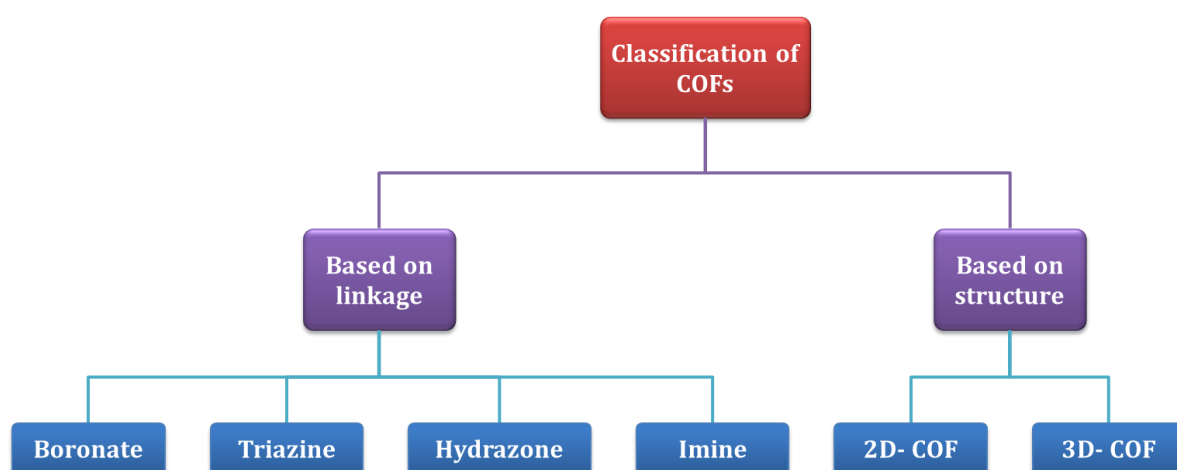 Classification of
COFs
Based on
linkage
Based on
structure
Boronate
Triazine
Hydrazone
Imine
2D- COF
3D- COF